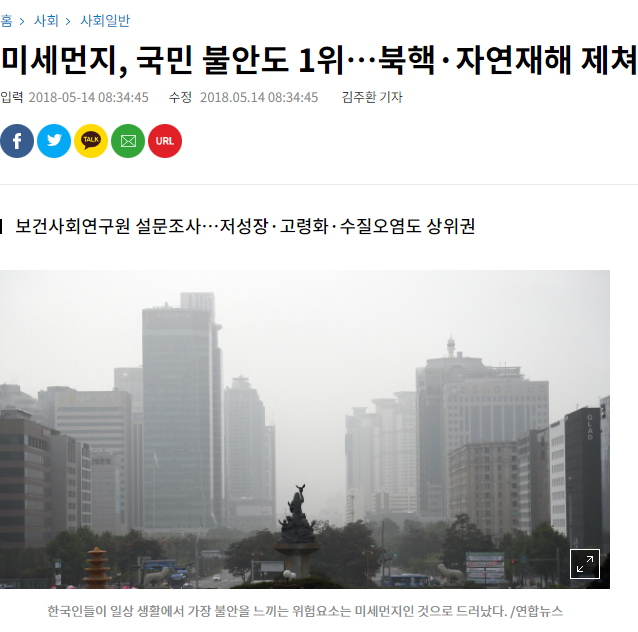 홈 > 사회 > 사회일반
미세먼지, 국민 불안도 1위…북핵·자연재해 제쳐
입력 2018-05-14 08:34:45 수정 2018.05.14 08:34:45 김주환 기자
f TALK URL
보건사회연구원 설문조사…저성장·고령화·수질오염도 상위권
GLAD
한국인들이 일상 생활에서 가장 불안을 느끼는 위험요소는 미세먼지인 것으로 드러났다. /연합뉴스